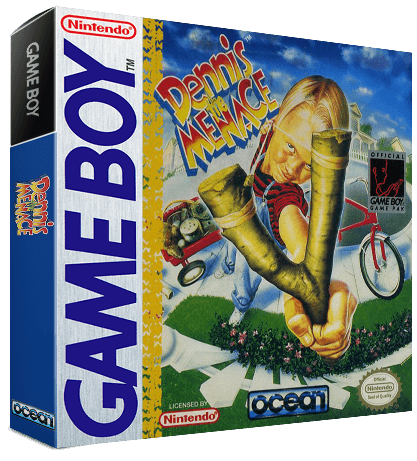 GAME BOY
Dennis
THE
MENACE
ocean
Nintendo®
GAME BOY™
Dennis
THE
MENACE™
OFFICIAL
GAME BOY
GAME PAK
LICENSED BY
Nintendo®
ocean
Official
Nintendo
Seal of Quality